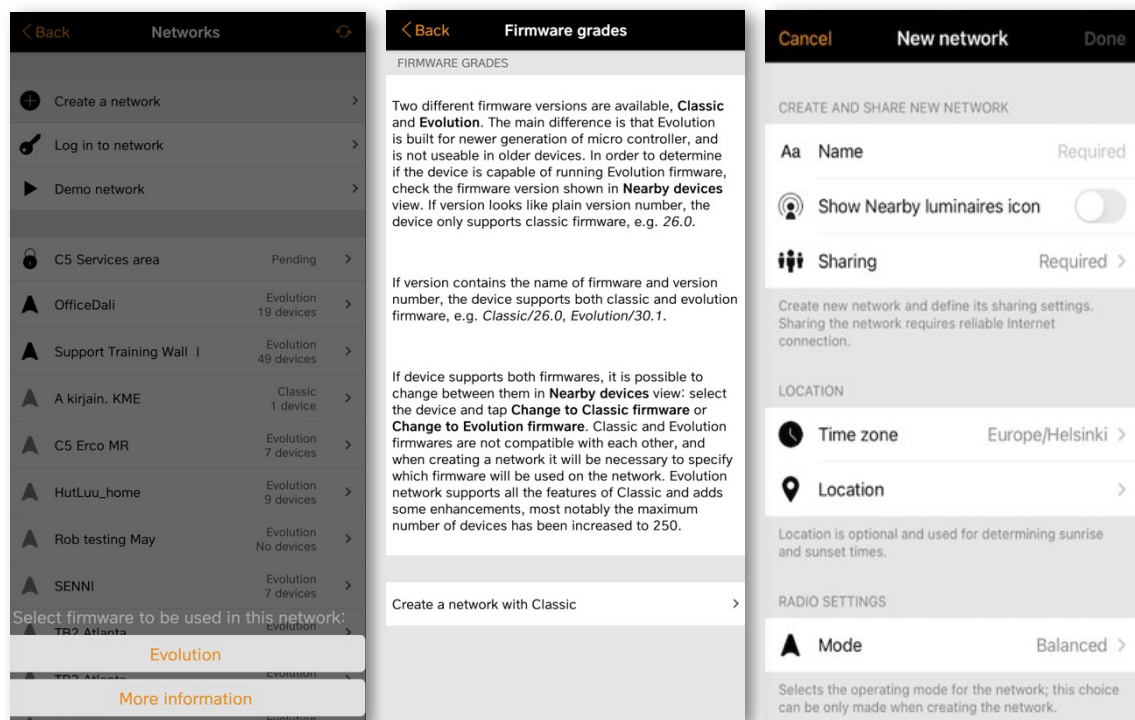 Back Networks
Create a network
Log in to network
Demo network
C5 Services area Pending
OfficeDali Evolution
19 devices
Support Training Wall I Evolution
49 devices
A kirjain. KME Classic
1 device
C5 Erco MR Evolution
7 devices
HutLuu_home Evolution
9 devices
Rob testing May Evolution
No devices
SENNI Evolution
7 devices
Select firmware to be used in this network:
TB2 Atlanta Evolution
Evolution
TB2 Atlanta Evolution
More information
Evolution
Back Firmware grades
FIRMWARE GRADES
Two different firmware versions are available, Classic
and Evolution. The main difference is that Evolution
is built for newer generation of micro controller, and
is not useable in older devices. In order to determine
if the device is capable of running Evolution firmware,
check the firmware version shown in Nearby devices
view. If version looks like plain version number, the
device only supports classic firmware, e.g. 26.0.
If version contains the name of firmware and version
number, the device supports both classic and evolution
firmware, e.g. Classic/26.0, Evolution/30.1.
If device supports both firmwares, it is possible to
change between them in Nearby devices view: select
the device and tap Change to Classic firmware or
Change to Evolution firmware. Classic and Evolution
firmwares are not compatible with each other, and
when creating a network it will be necessary to specify
which firmware will be used on the network. Evolution
network supports all the features of Classic and adds
some enhancements, most notably the maximum
number of devices has been increased to 250.
Create a network with Classic
Cancel New network Done
CREATE AND SHARE NEW NETWORK
Aa Name Required
Show Nearby luminaires icon
Sharing Required
Create new network and define its sharing settings.
Sharing the network requires reliable Internet
connection.
LOCATION
Time zone Europe/Helsinki
Location
Location is optional and used for determining sunrise
and sunset times.
RADIO SETTINGS
Mode Balanced
Selects the operating mode for the network; this choice
can be only made when creating the network.